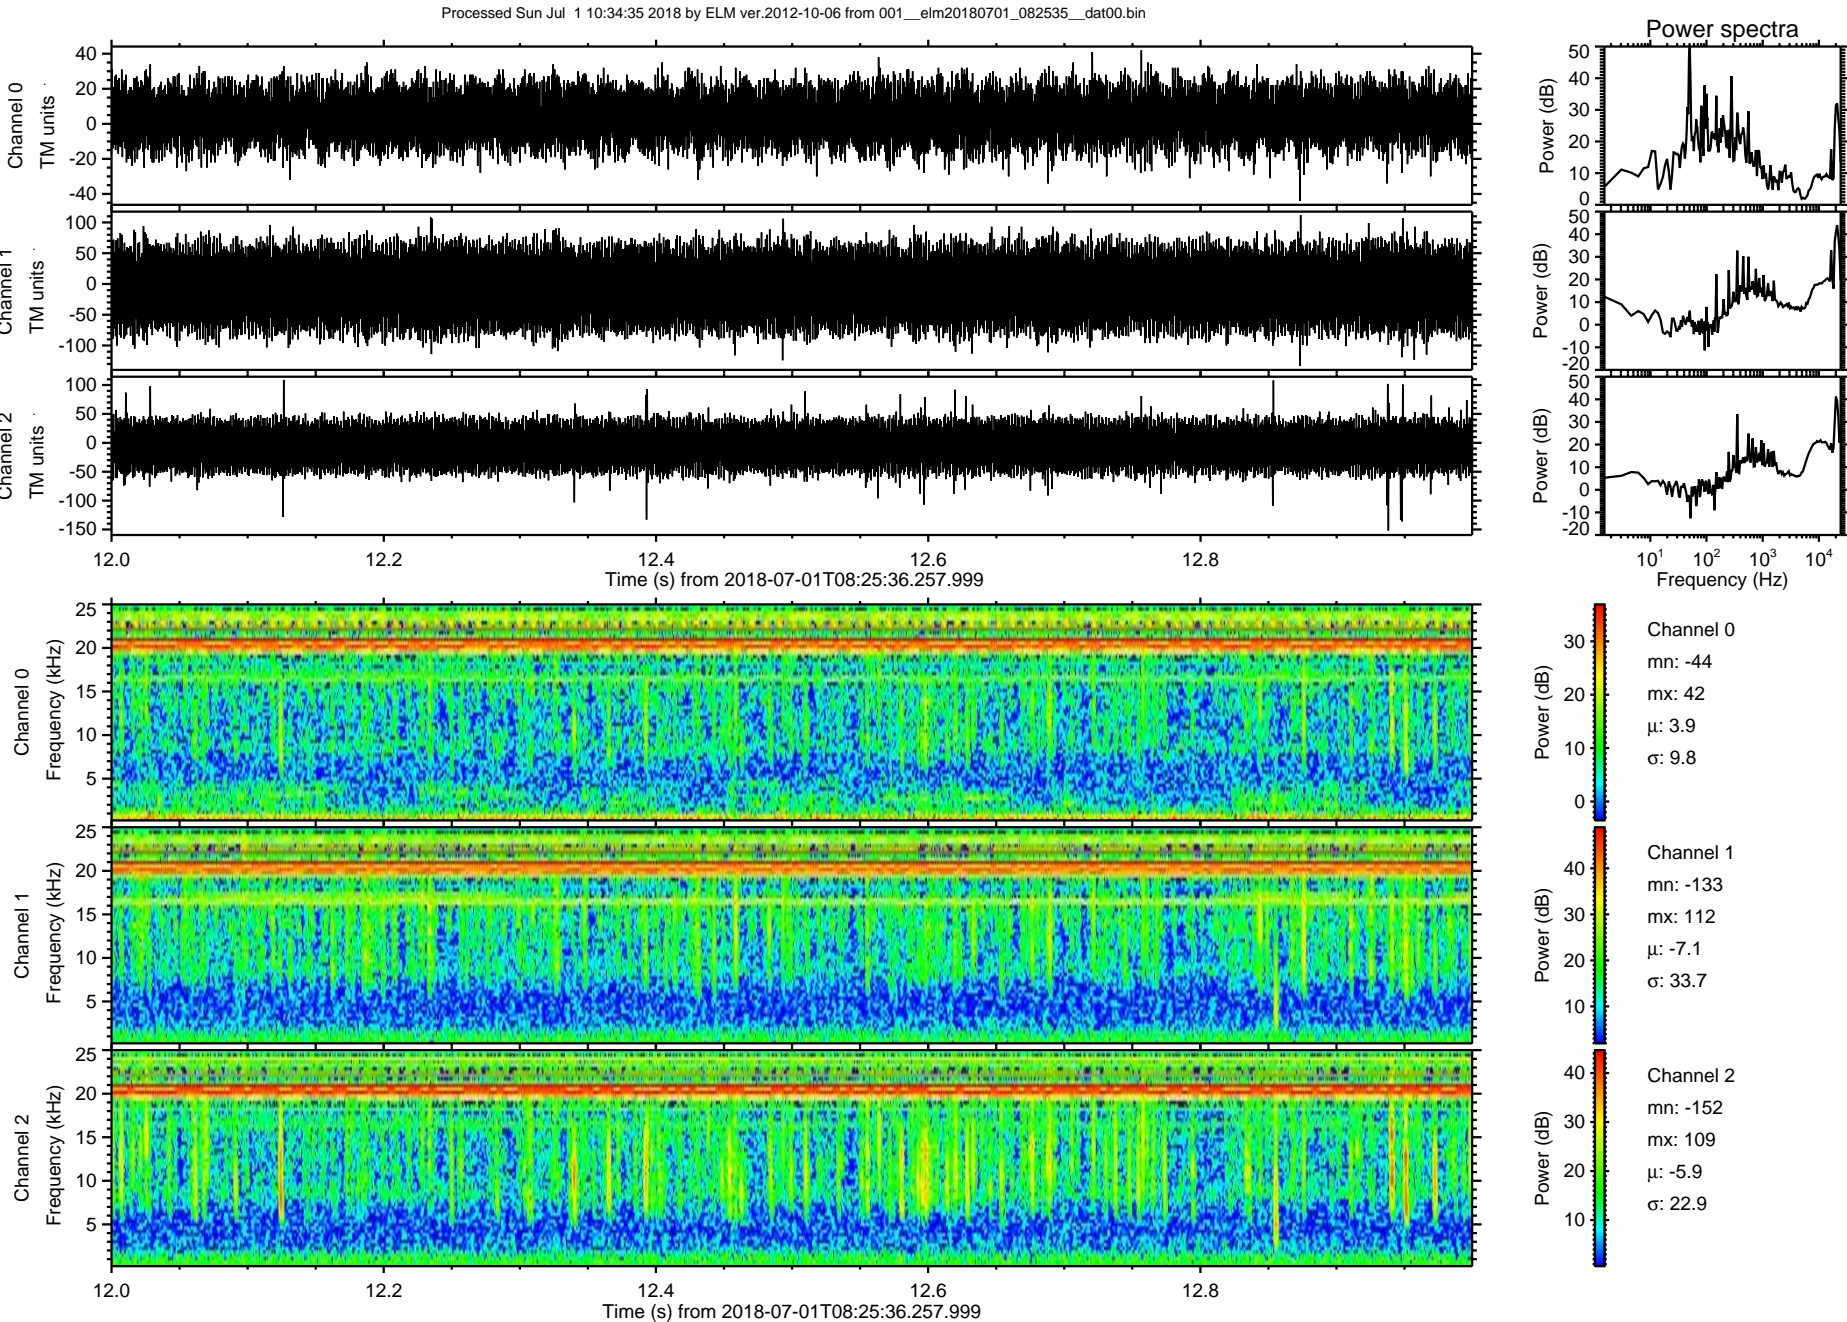 Processed Sun Jul 1 10:34:35 2018 by ELM ver.2012-10-06 from 001__elm20180701_082535__dat00.bin
Power spectra
Channel 0
TM units
40
20
0
-20
-40
Power (dB)
50
40
30
20
10
0
Channel 1
TM units
100
50
0
-50
-100
Power (dB)
50
40
30
20
10
0
-10
-20
Channel 2
TM units
100
50
0
-50
-100
-150
Power (dB)
50
40
30
20
10
0
-10
-20
12.0 12.2 12.4 12.6 12.8
Time (s) from 2018-07-01T08:25:36.257.999
10¹ 10² 10³ 10⁴
Frequency (Hz)
Channel 0
Frequency (kHz)
25
20
15
10
5
Power (dB)
30
20
10
0
Channel 0
mn: -44
mx: 42
μ: 3.9
σ: 9.8
Channel 1
Frequency (kHz)
25
20
15
10
5
Power (dB)
40
30
20
10
Channel 1
mn: -133
mx: 112
μ: -7.1
σ: 33.7
Channel 2
Frequency (kHz)
25
20
15
10
5
Power (dB)
40
30
20
10
Channel 2
mn: -152
mx: 109
μ: -5.9
σ: 22.9
12.0 12.2 12.4 12.6 12.8
Time (s) from 2018-07-01T08:25:36.257.999